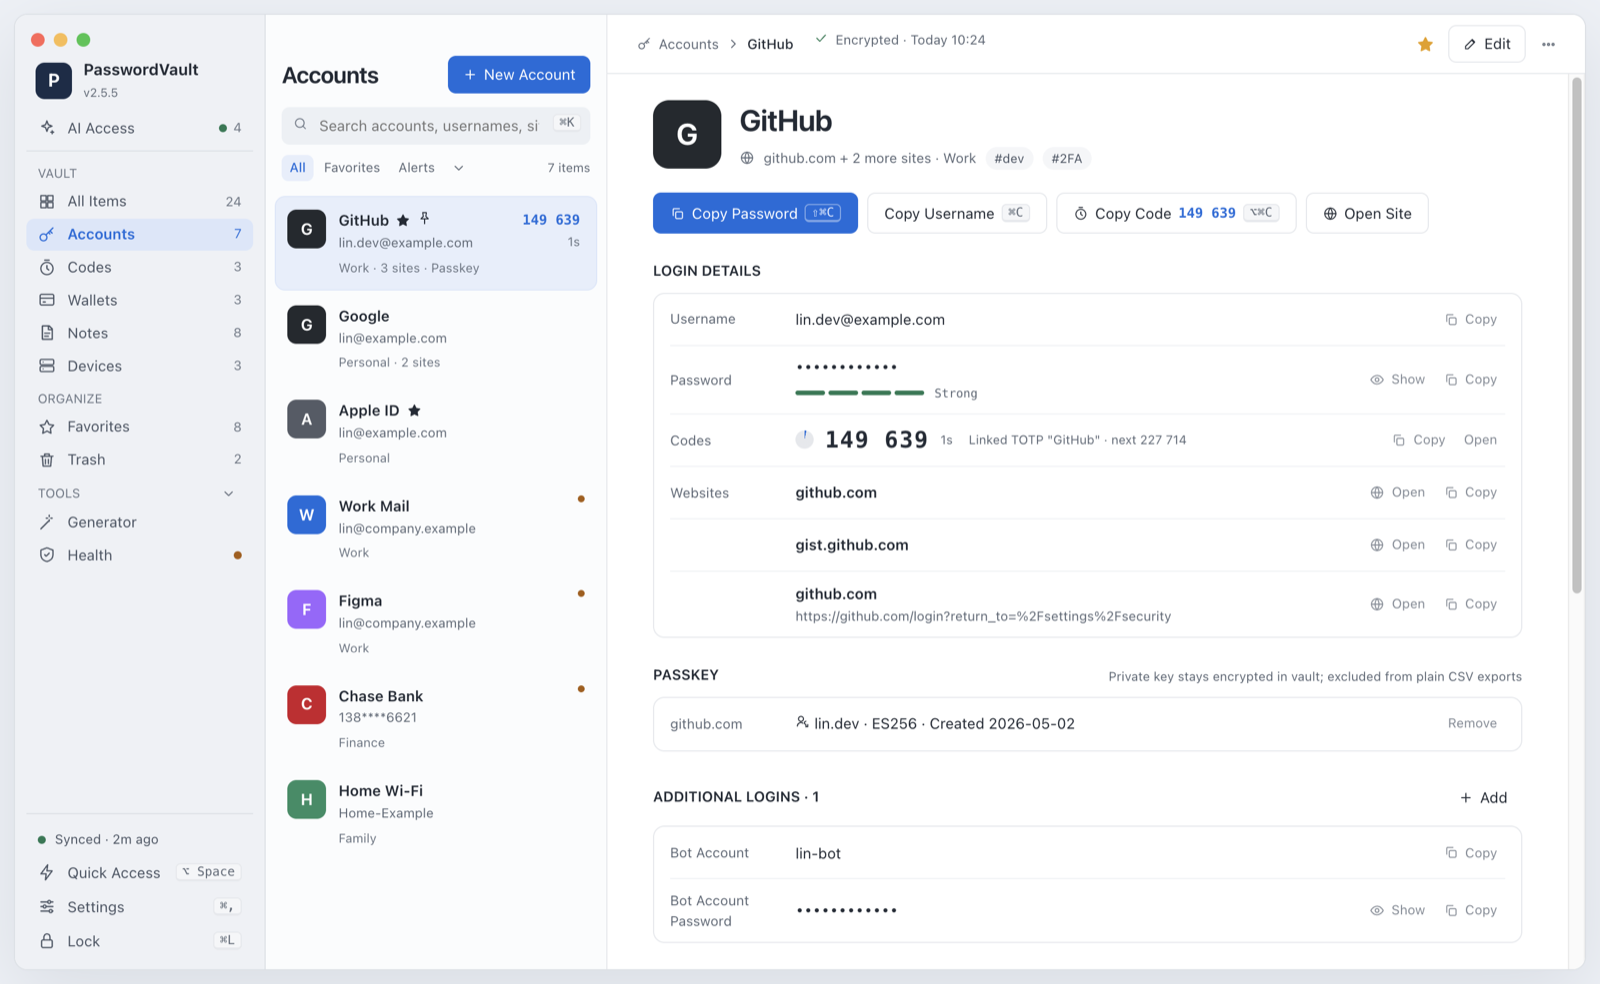 P
PasswordVault
v2.5.5
AI Access
4
VAULT
All Items
24
Accounts
7
Codes
3
Wallets
3
Notes
8
Devices
3
ORGANIZE
Favorites
8
Trash
2
TOOLS
Generator
Health
Synced · 2m ago
Quick Access
⌥ Space
Settings
⌘,
Lock
⌘L
Accounts
+ New Account
Search accounts, usernames, si
⌘K
All
Favorites
Alerts
7 items
G
GitHub
149 639
lin.dev@example.com
1s
Work · 3 sites · Passkey
G
Google
lin@example.com
Personal · 2 sites
A
Apple ID
lin@example.com
Personal
W
Work Mail
lin@company.example
Work
F
Figma
lin@company.example
Work
C
Chase Bank
138****6621
Finance
H
Home Wi-Fi
Home-Example
Family
Accounts > GitHub
Encrypted · Today 10:24
Edit
G
GitHub
github.com + 2 more sites · Work
#dev
#2FA
Copy Password ⇧⌘C
Copy Username ⌘C
Copy Code 149 639 ⌥⌘C
Open Site
LOGIN DETAILS
Username
lin.dev@example.com
Copy
Password
••••••••••••
Strong
Show
Copy
Codes
149 639
1s
Linked TOTP "GitHub" · next 227 714
Copy
Open
Websites
github.com
Open
Copy
gist.github.com
Open
Copy
github.com
https://github.com/login?return_to=%2Fsettings%2Fsecurity
Open
Copy
PASSKEY
Private key stays encrypted in vault; excluded from plain CSV exports
github.com
lin.dev · ES256 · Created 2026-05-02
Remove
ADDITIONAL LOGINS · 1
+ Add
Bot Account
lin-bot
Copy
Bot Account
Password
••••••••••••
Show
Copy